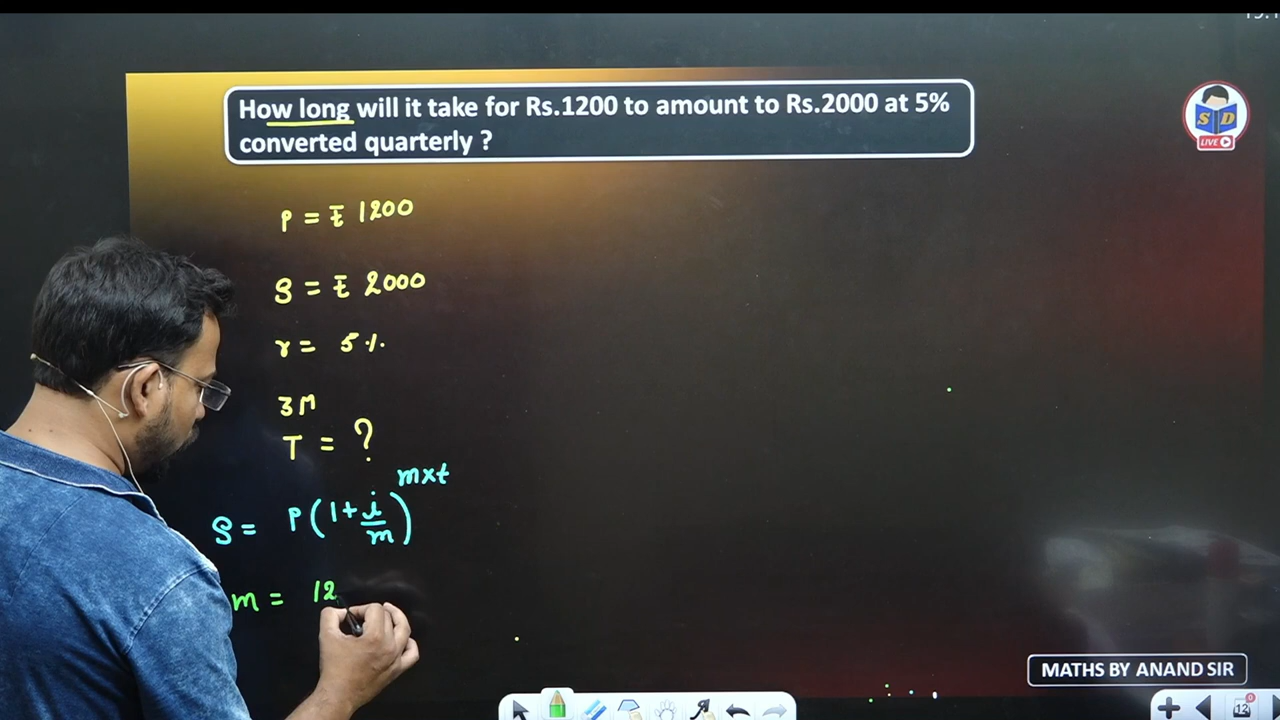 How long will it take for Rs.1200 to amount to Rs.2000 at 5%
converted quarterly ?
S D
LIVE
P = ₹ 1200
S = ₹ 2000
r = 5 %
3M
T = ?
S = P(1+i/m)^m×t
m = 12
MATHS BY ANAND SIR